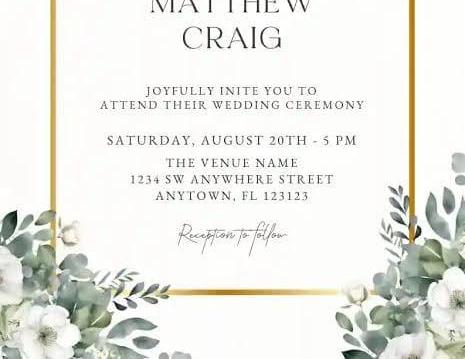 MATTHEW
CRAIG
JOYFULLY INITE YOU TO
ATTEND THEIR WEDDING CEREMONY
SATURDAY, AUGUST 20TH - 5 PM
THE VENUE NAME
1234 SW ANYWHERE STREET
ANYTOWN, FL 123123
Reception to follow